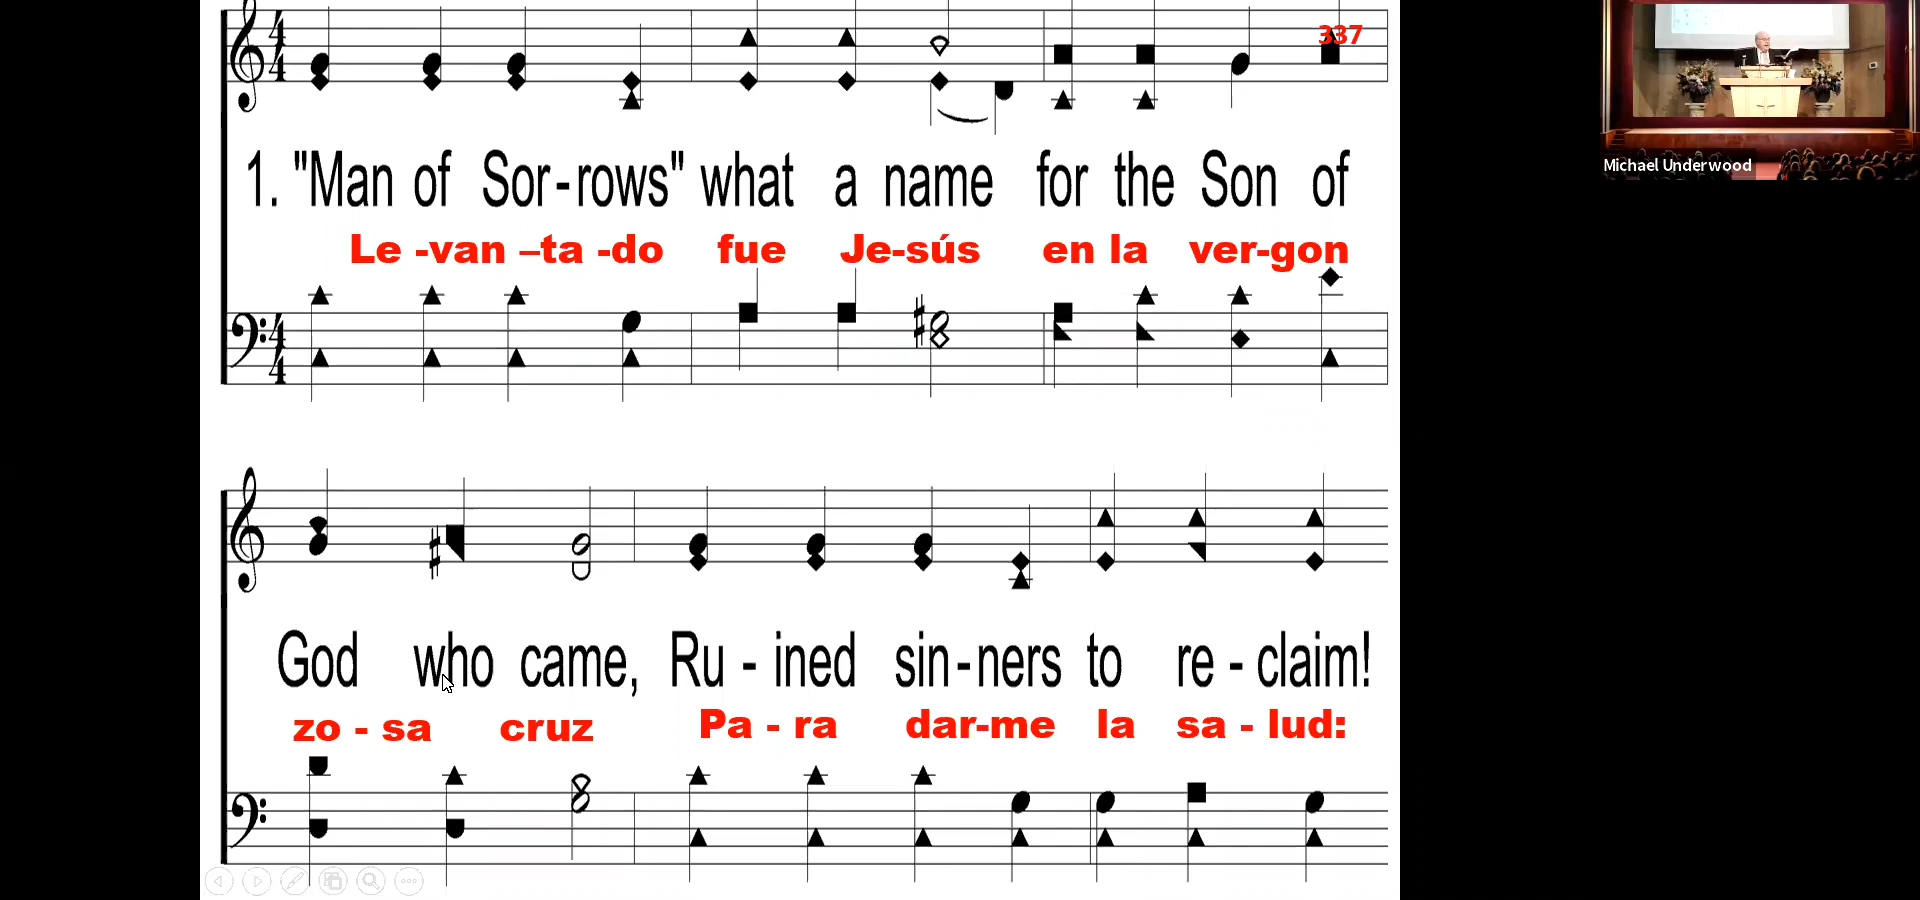 337
1. "Man of Sor-rows" what a name for the Son of
Le -van –ta -do fue Je-sús en la ver-gon
God who came, Ru - ined sin-ners to re - claim!
zo - sa cruz Pa - ra dar-me la sa - lud:
Michael Underwood